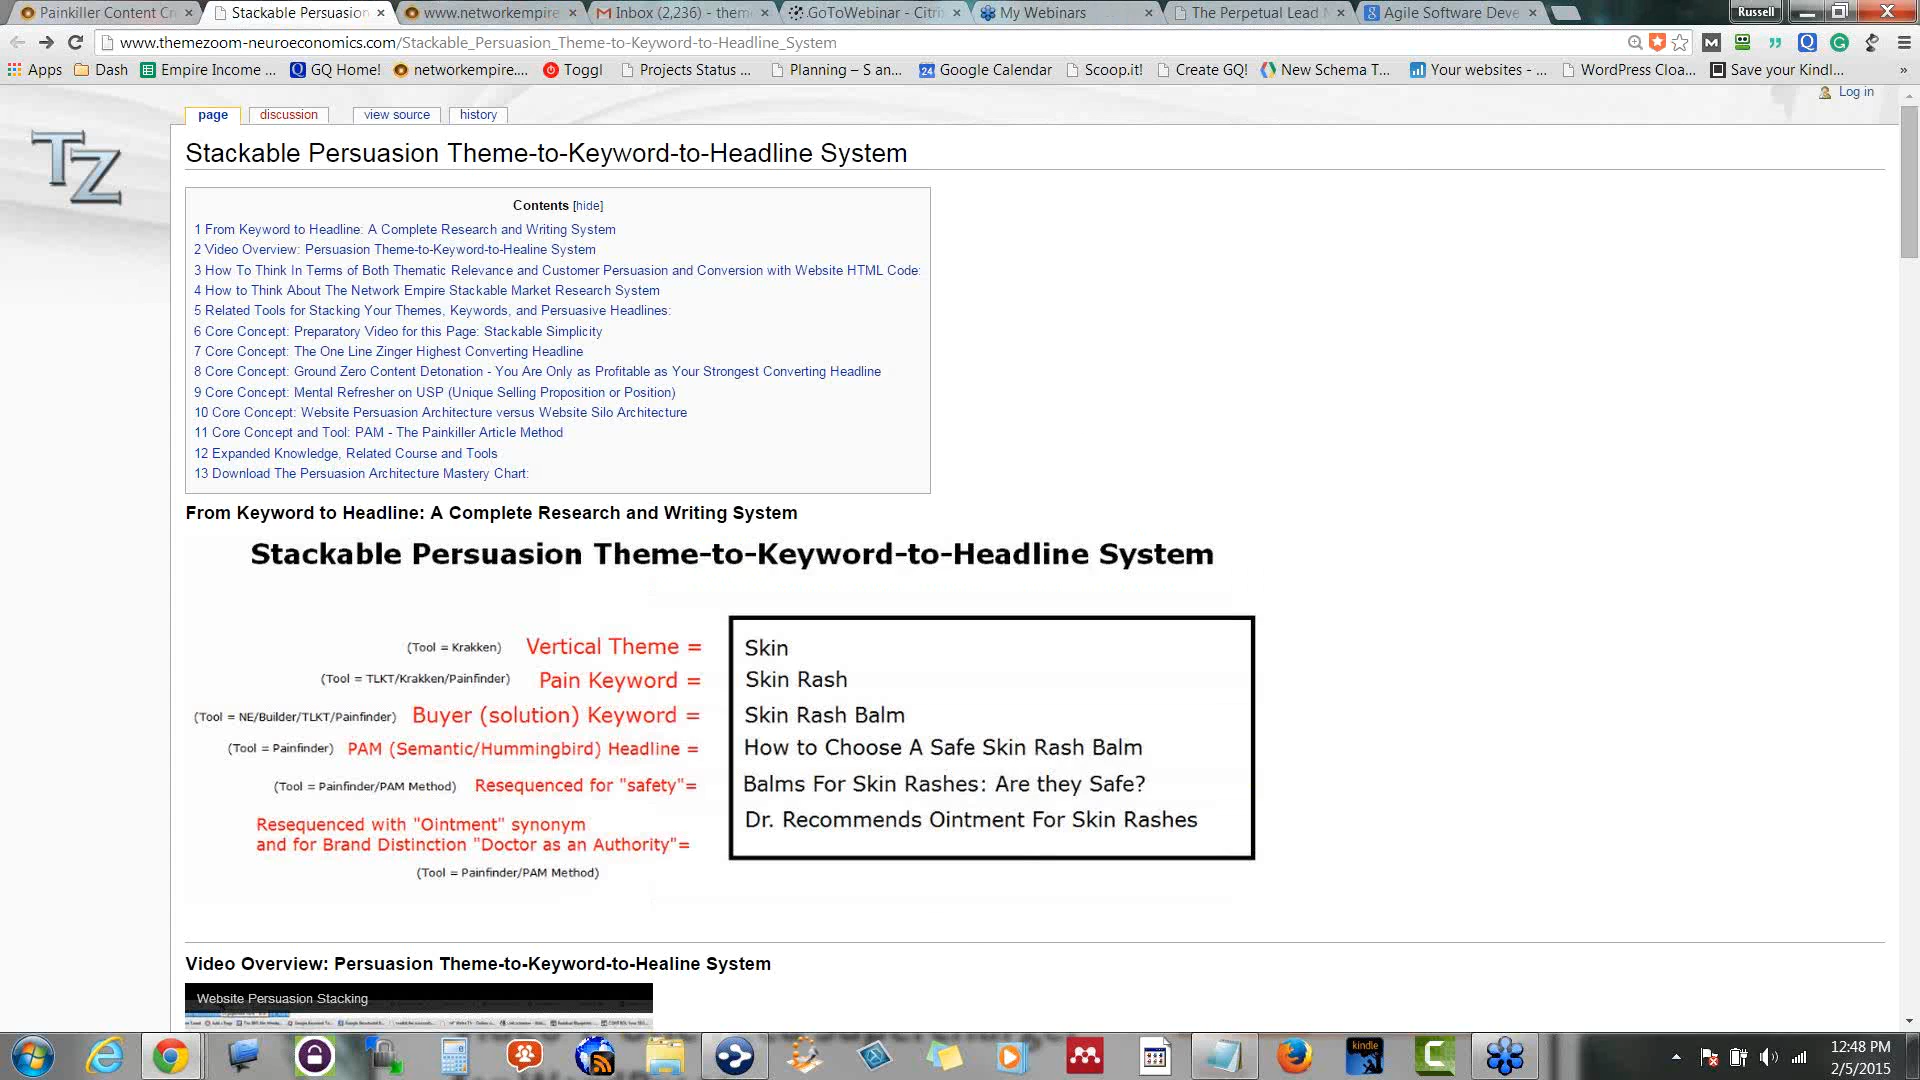 Painkiller Content Cr
Stackable Persuasion
www.networkempire
Inbox (2,236) - them
GoToWebinar - Citri
My Webinars
The Perpetual Lead M
Agile Software Deve
Russell
www.themezoom-neuroeconomics.com/Stackable_Persuasion_Theme-to-Keyword-to-Headline_System
Apps
Dash
Empire Income ...
GQ Home!
networkempire....
Toggl
Projects Status ...
Planning – S an...
Google Calendar
Scoop.it!
Create GQ!
New Schema T...
Your websites - ...
WordPress Cloa...
Save your Kindl...
»
Log in
TZ
page
discussion
view source
history
Stackable Persuasion Theme-to-Keyword-to-Headline System
Contents [hide]
1 From Keyword to Headline: A Complete Research and Writing System
2 Video Overview: Persuasion Theme-to-Keyword-to-Healine System
3 How To Think In Terms of Both Thematic Relevance and Customer Persuasion and Conversion with Website HTML Code:
4 How to Think About The Network Empire Stackable Market Research System
5 Related Tools for Stacking Your Themes, Keywords, and Persuasive Headlines:
6 Core Concept: Preparatory Video for this Page: Stackable Simplicity
7 Core Concept: The One Line Zinger Highest Converting Headline
8 Core Concept: Ground Zero Content Detonation - You Are Only as Profitable as Your Strongest Converting Headline
9 Core Concept: Mental Refresher on USP (Unique Selling Proposition or Position)
10 Core Concept: Website Persuasion Architecture versus Website Silo Architecture
11 Core Concept and Tool: PAM - The Painkiller Article Method
12 Expanded Knowledge, Related Course and Tools
13 Download The Persuasion Architecture Mastery Chart:
From Keyword to Headline: A Complete Research and Writing System
Stackable Persuasion Theme-to-Keyword-to-Headline System
(Tool = Krakken) Vertical Theme = Skin
(Tool = TLKT/Krakken/Painfinder) Pain Keyword = Skin Rash
(Tool = NE/Builder/TLKT/Painfinder) Buyer (solution) Keyword = Skin Rash Balm
(Tool = Painfinder) PAM (Semantic/Hummingbird) Headline = How to Choose A Safe Skin Rash Balm
(Tool = Painfinder/PAM Method) Resequenced for "safety"= Balms For Skin Rashes: Are they Safe?
Resequenced with "Ointment" synonym
and for Brand Distinction "Doctor as an Authority"= Dr. Recommends Ointment For Skin Rashes
(Tool = Painfinder/PAM Method)
Video Overview: Persuasion Theme-to-Keyword-to-Healine System
Website Persuasion Stacking
kindle
12:48 PM
2/5/2015